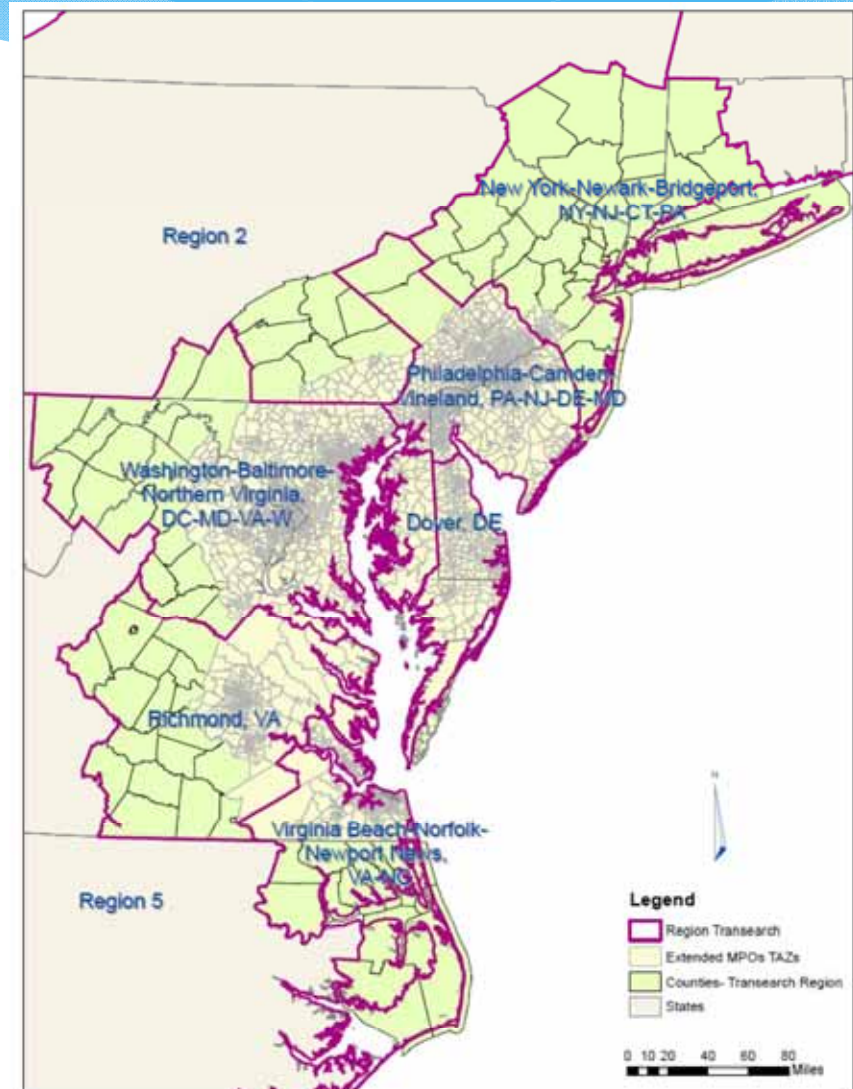 New York-Newark-Bridgeport,
NY-NJ-CT-PA
Region 2
Philadelphia-Camden-
Vineland, PA-NJ-DE-MD
Washington-Baltimore-
Northern Virginia,
DC-MD-VA-W
Dover, DE
Richmond, VA
Virginia Beach-Norfolk-
Newport News,
VA-NC
Region 5
N
Legend
Region Transearch
Extended MPOs TAZs
Counties- Transearch Region
States
0 10 20 40 60 80
Miles